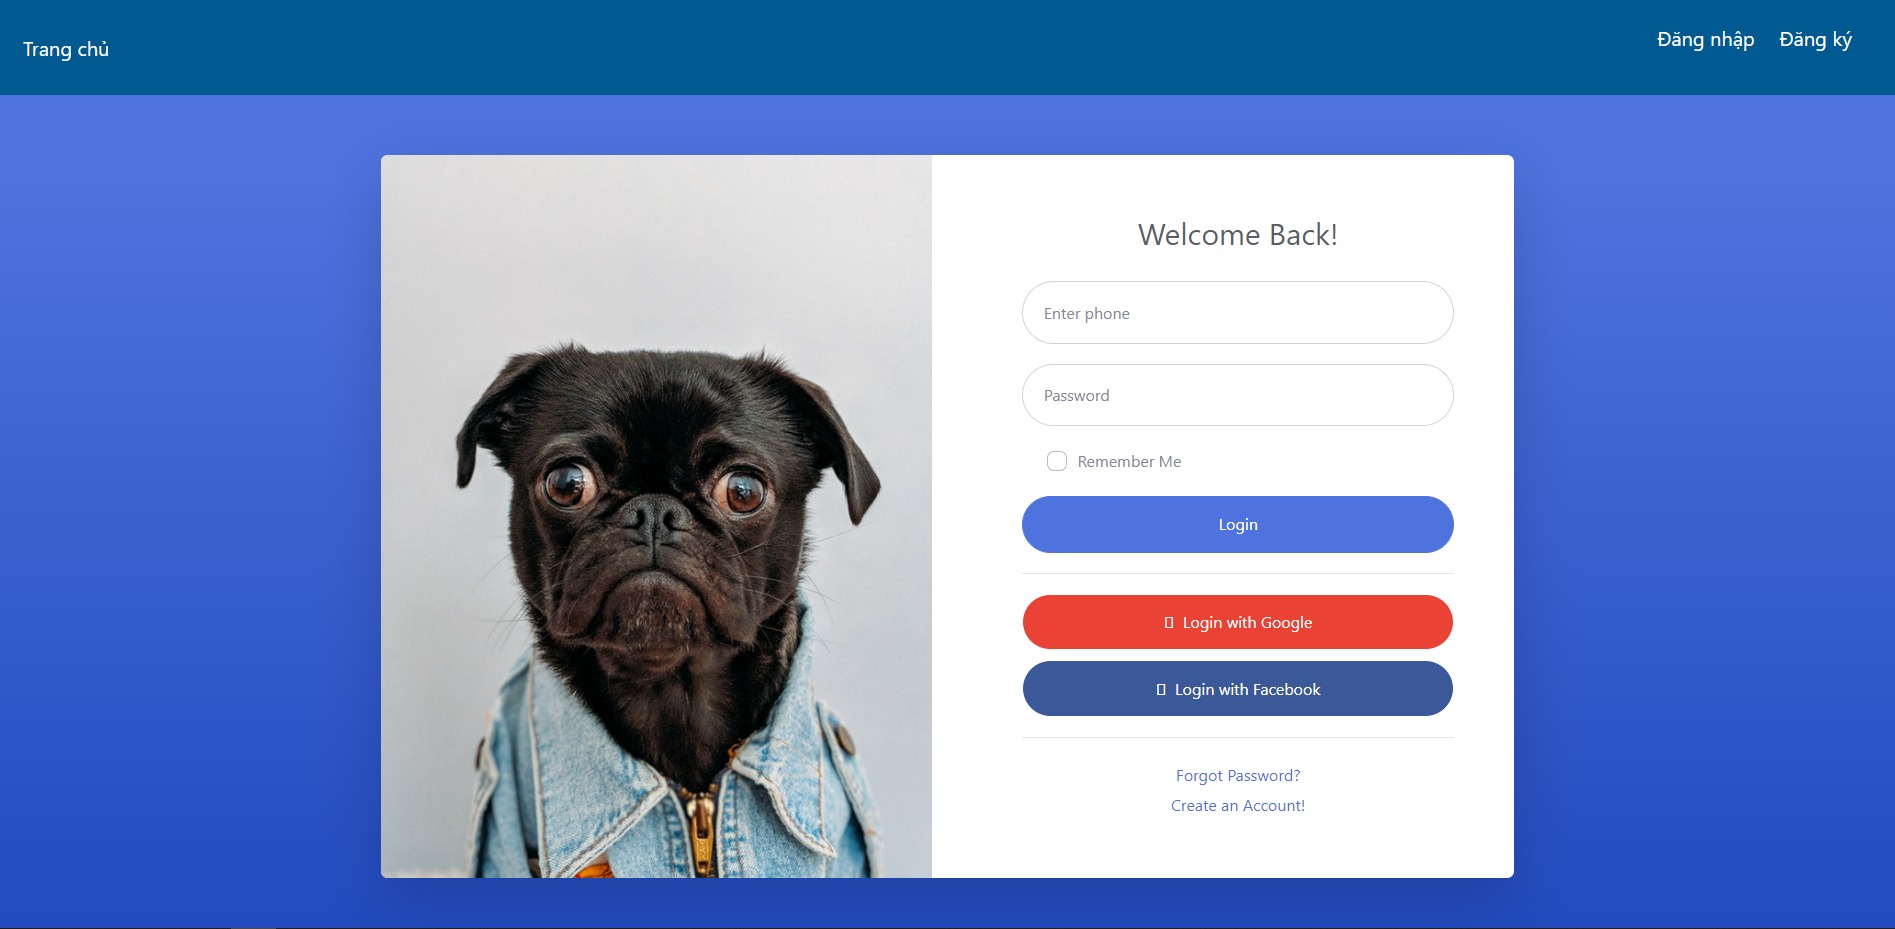 Trang chủ
Đăng nhập Đăng ký
Welcome Back!
Enter phone
Password
Remember Me
Login
Login with Google
Login with Facebook
Forgot Password?
Create an Account!